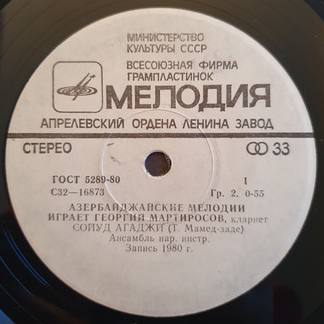 МИНИСТЕРСТВО
КУЛЬТУРЫ СССР
ВСЕСОЮЗНАЯ ФИРМА
ГРАМПЛАСТИНОК
МЕЛОДИЯ
АПРЕЛЕВСКИЙ ОРДЕНА ЛЕНИНА ЗАВОД
СТЕРЕО 33
ГОСТ 5289-80 1
С32—16873 Гр. 2. 0-55
АЗЕРБАЙДЖАНСКИЕ МЕЛОДИИ
ИГРАЕТ ГЕОРГИЙ МАРТИРОСОВ, кларнет
СОПУД АГАДЖИ (Т. Мамед-заде)
Ансамбль нар. инстр.
Запись 1980 г.